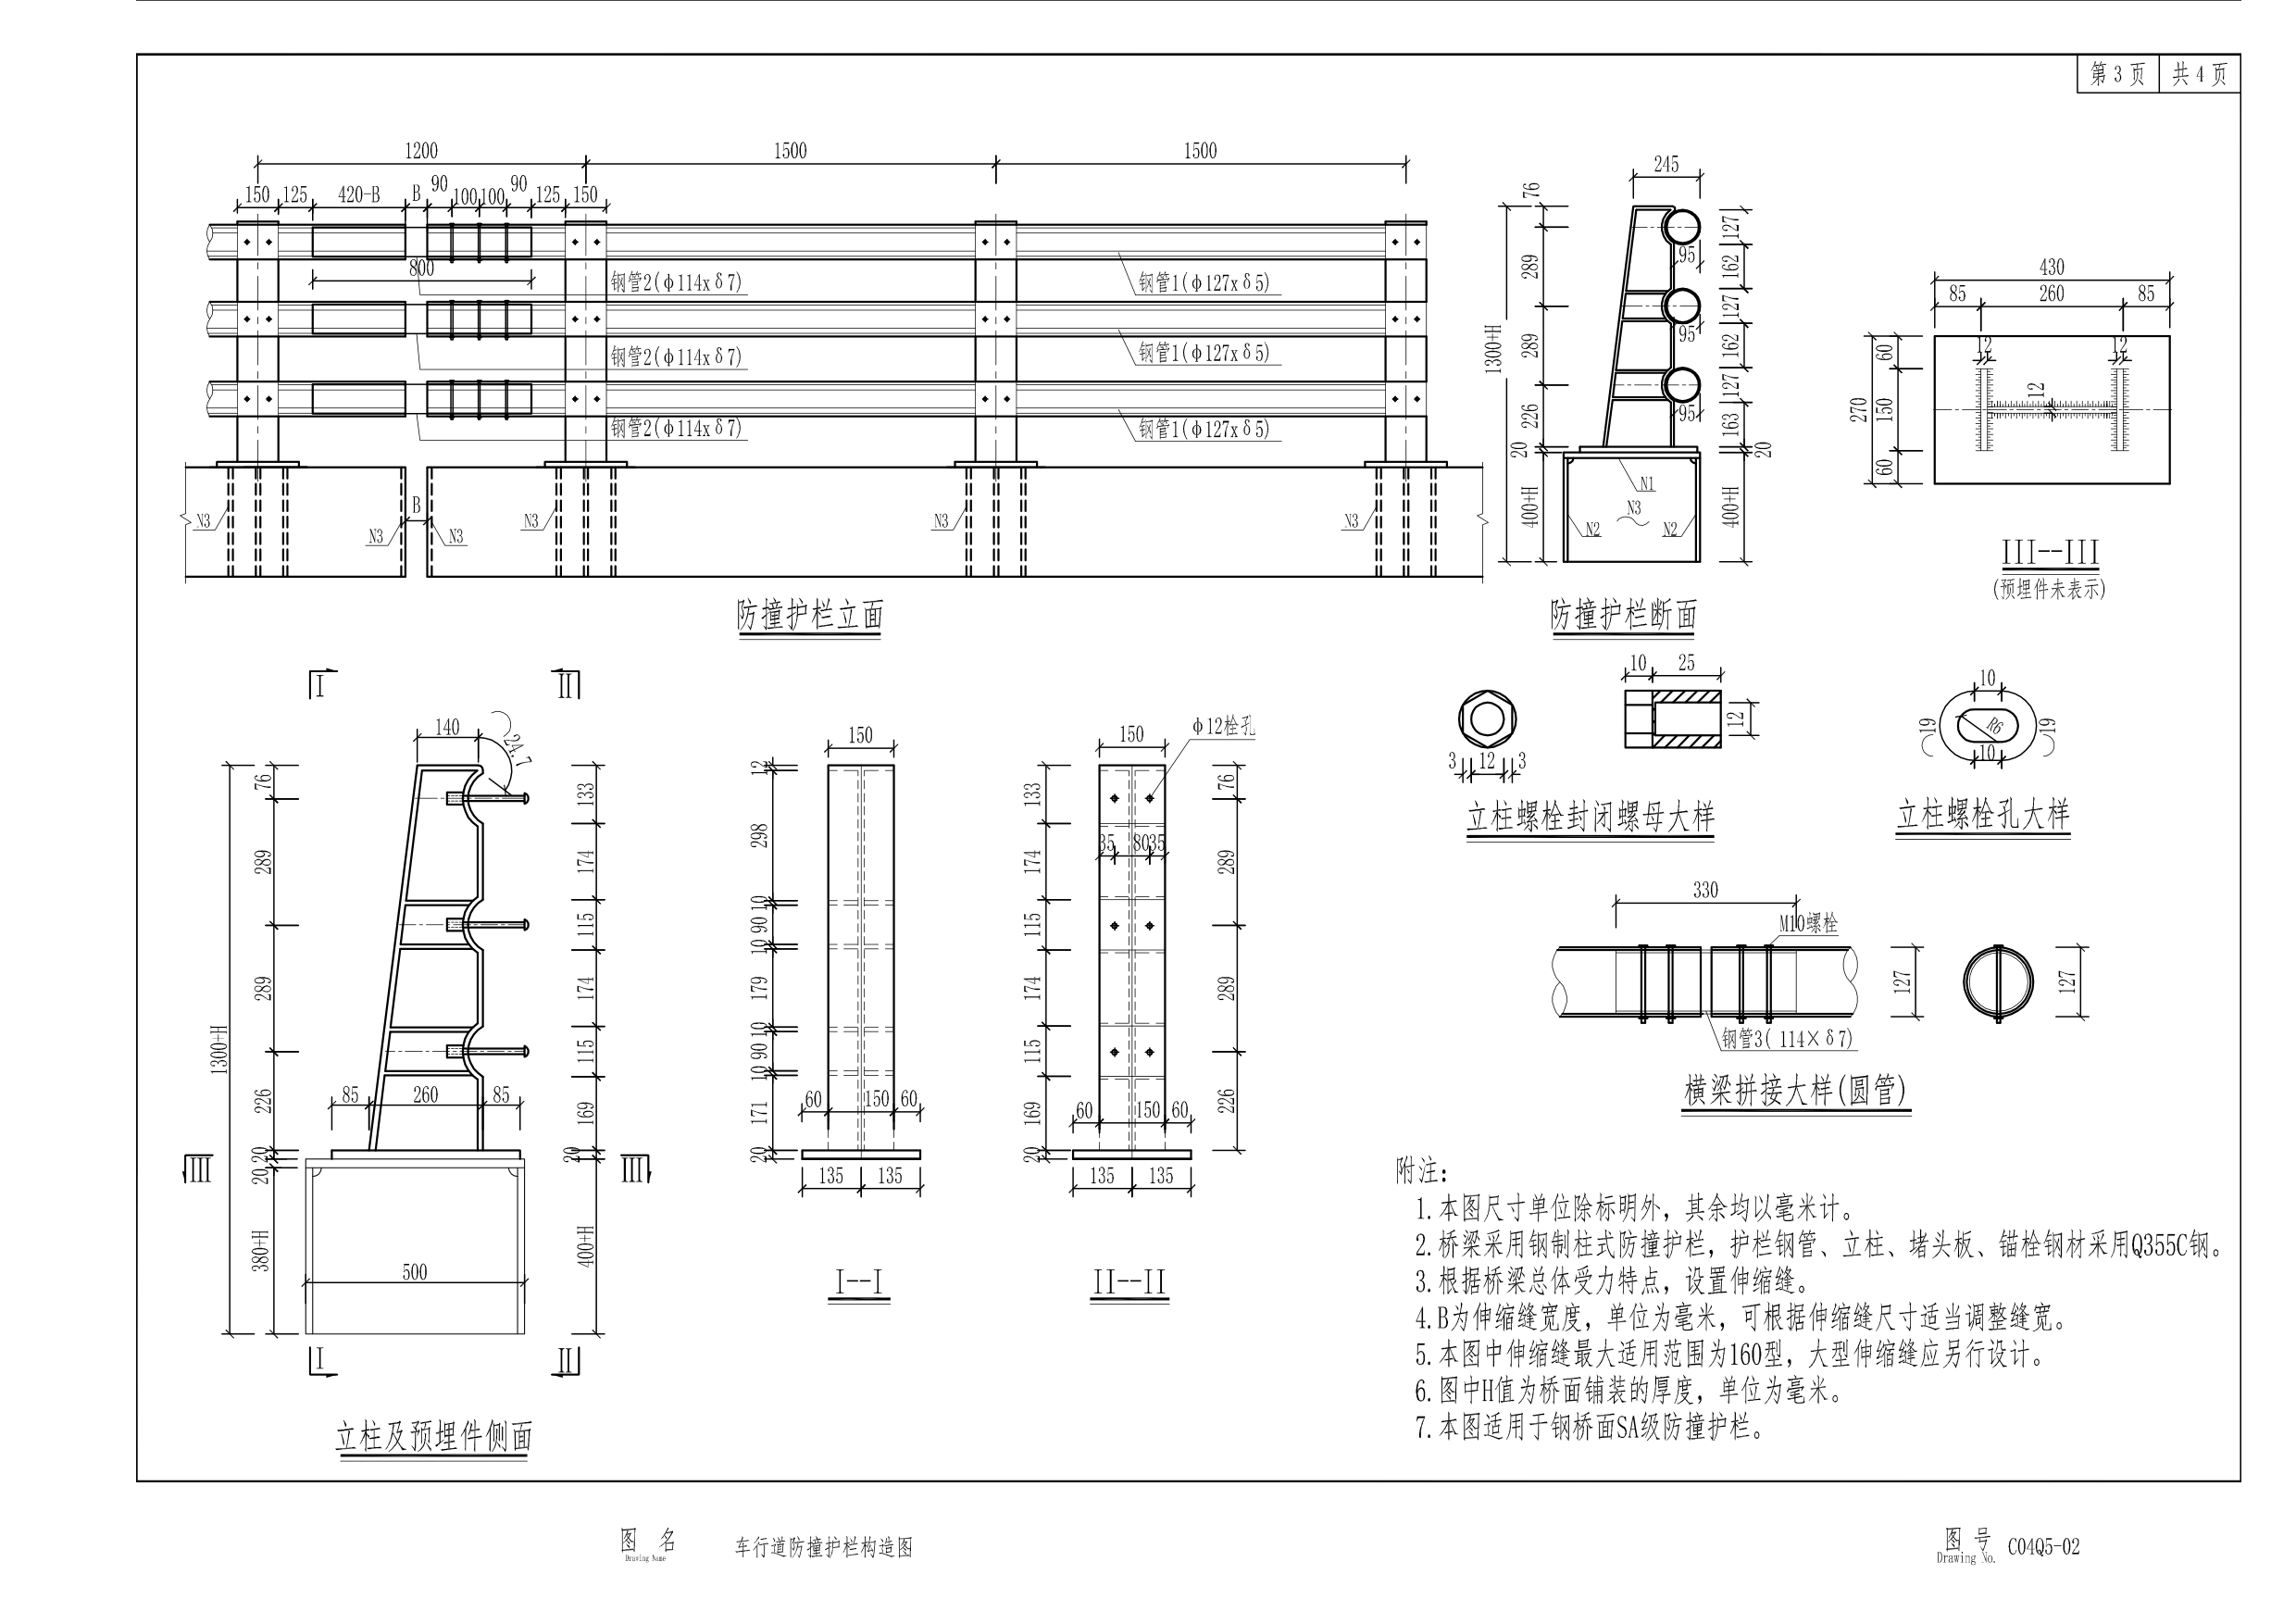 第 3 页 共 4 页
1200 1500 1500
150 125 420-B B 90 100 100 90 125 150
800
钢管2(φ114xδ7) 钢管1(φ127xδ5)
钢管2(φ114xδ7) 钢管1(φ127xδ5)
钢管2(φ114xδ7) 钢管1(φ127xδ5)
N3 N3 B N3 N3 N3 N3
防撞护栏立面
245
76 289 289 226 20 400+H
1300+H
95 95 95
127 162 127 162 127 163 20 400+H
N1
N3
N2 N2
防撞护栏断面
430
85 260 85
12 12
12
270
60 150 60
III--III
(预埋件未表示)
I II
140
24.7
76 289 289 226 20 20 380+H
1300+H
133 174 115 174 115 169 20 400+H
85 260 85
III III
500
I II
立柱及预埋件侧面
150
12 298 10 90 10 179 10 90 10 171 20
60 150 60
135 135
I--I
150
φ12栓孔
133 174 115 174 115 169 20
35 80 35
76 289 289 226
60 150 60
135 135
II--II
10 25
12
3 12 3
立柱螺栓封闭螺母大样
10
19 R6 19
10
立柱螺栓孔大样
330
M10螺栓
127 127
钢管3( 114×δ7)
横梁拼接大样(圆管)
附注：
1.本图尺寸单位除标明外，其余均以毫米计。
2.桥梁采用钢制柱式防撞护栏，护栏钢管、立柱、堵头板、锚栓钢材采用Q355C钢。
3.根据桥梁总体受力特点，设置伸缩缝。
4.B为伸缩缝宽度，单位为毫米，可根据伸缩缝尺寸适当调整缝宽。
5.本图中伸缩缝最大适用范围为160型，大型伸缩缝应另行设计。
6.图中H值为桥面铺装的厚度，单位为毫米。
7.本图适用于钢桥面SA级防撞护栏。
图 名 车行道防撞护栏构造图 图 号 C04Q5-02
Drawing Name Drawing No.